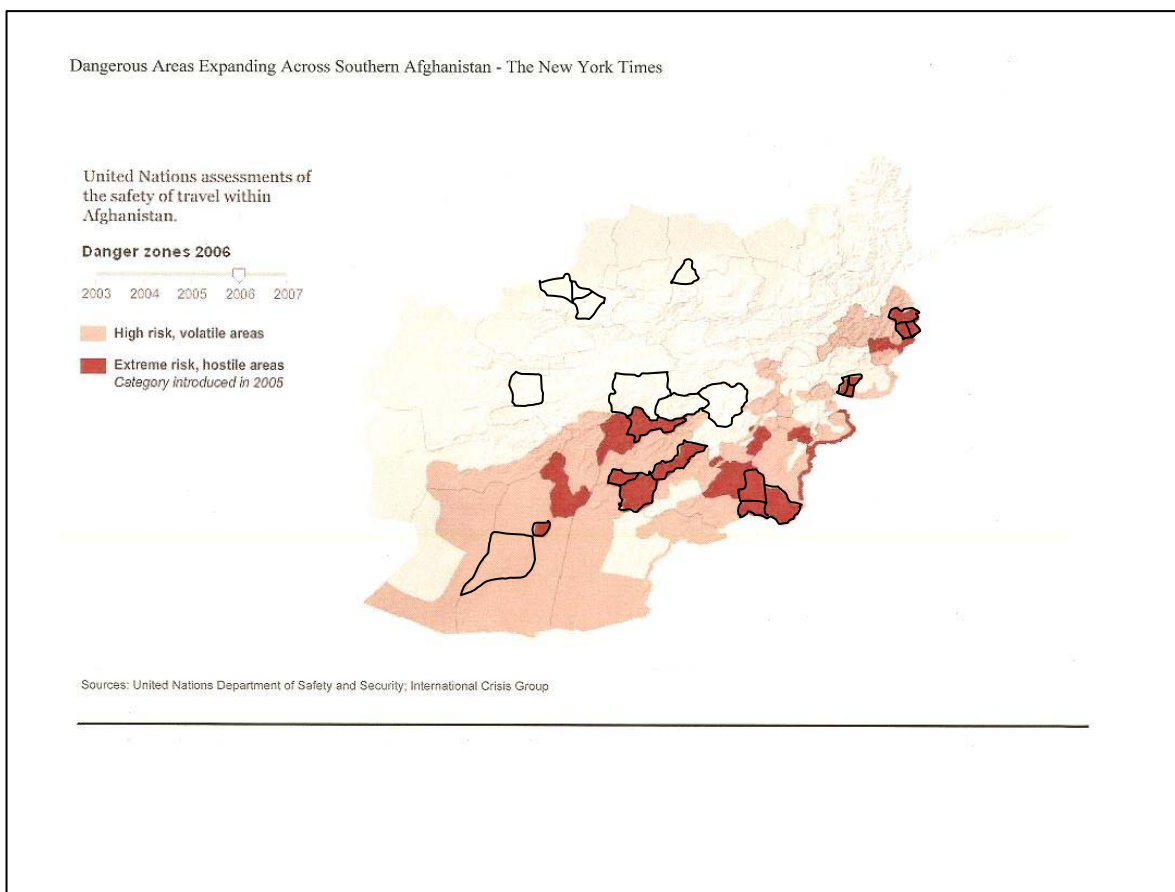 Dangerous Areas Expanding Across Southern Afghanistan - The New York Times
United Nations assessments of
the safety of travel within
Afghanistan.
Danger zones 2006
2003 2004 2005 2006 2007
High risk, volatile areas
Extreme risk, hostile areas
Category introduced in 2005
Sources: United Nations Department of Safety and Security; International Crisis Group